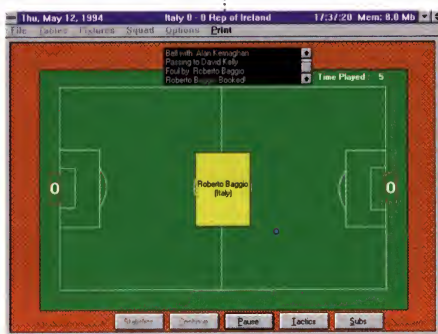 Thu, May 12, 1994 Italy 0 - 0 Rep of Ireland 17:37:20 Mem: 8.0 Mb
File Tables Fixtures Squad Options Print
Ball with Alan Kernaghan
Passing to David Kelly
Foul by Roberto Baggio
Roberto Baggio Booked!
Time Played : 5
0
Roberto Baggio
(Italy)
0
Statistics Continue Pause Tactics Subs